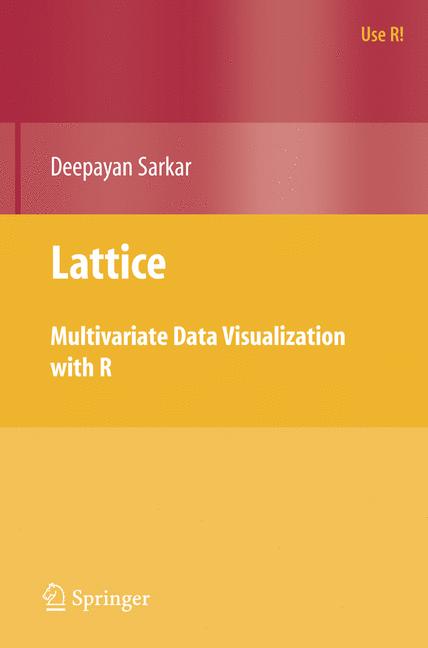 Use R!
Deepayan Sarkar
Lattice
Multivariate Data Visualization
with R
Springer